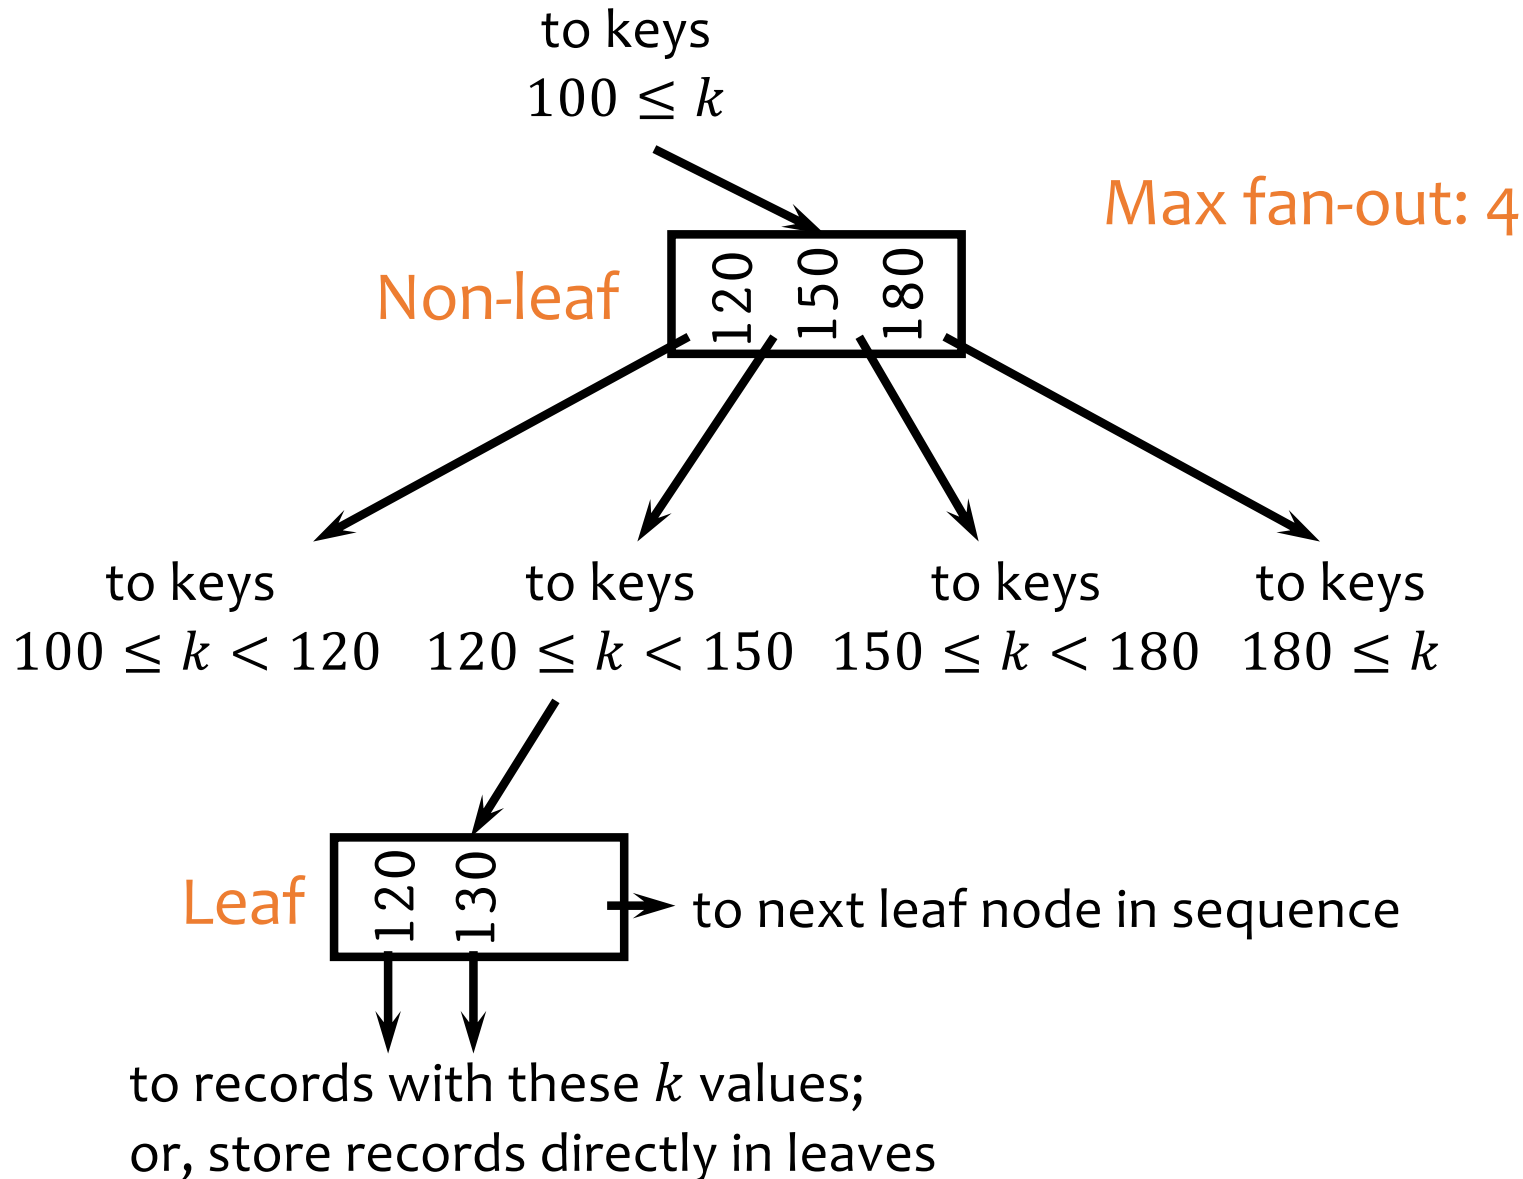 to keys
100 ≤ k
Max fan-out: 4
Non-leaf
120 150 180
to keys
100 ≤ k < 120
to keys
120 ≤ k < 150
to keys
150 ≤ k < 180
to keys
180 ≤ k
Leaf
120 130
to next leaf node in sequence
to records with these k values;
or, store records directly in leaves